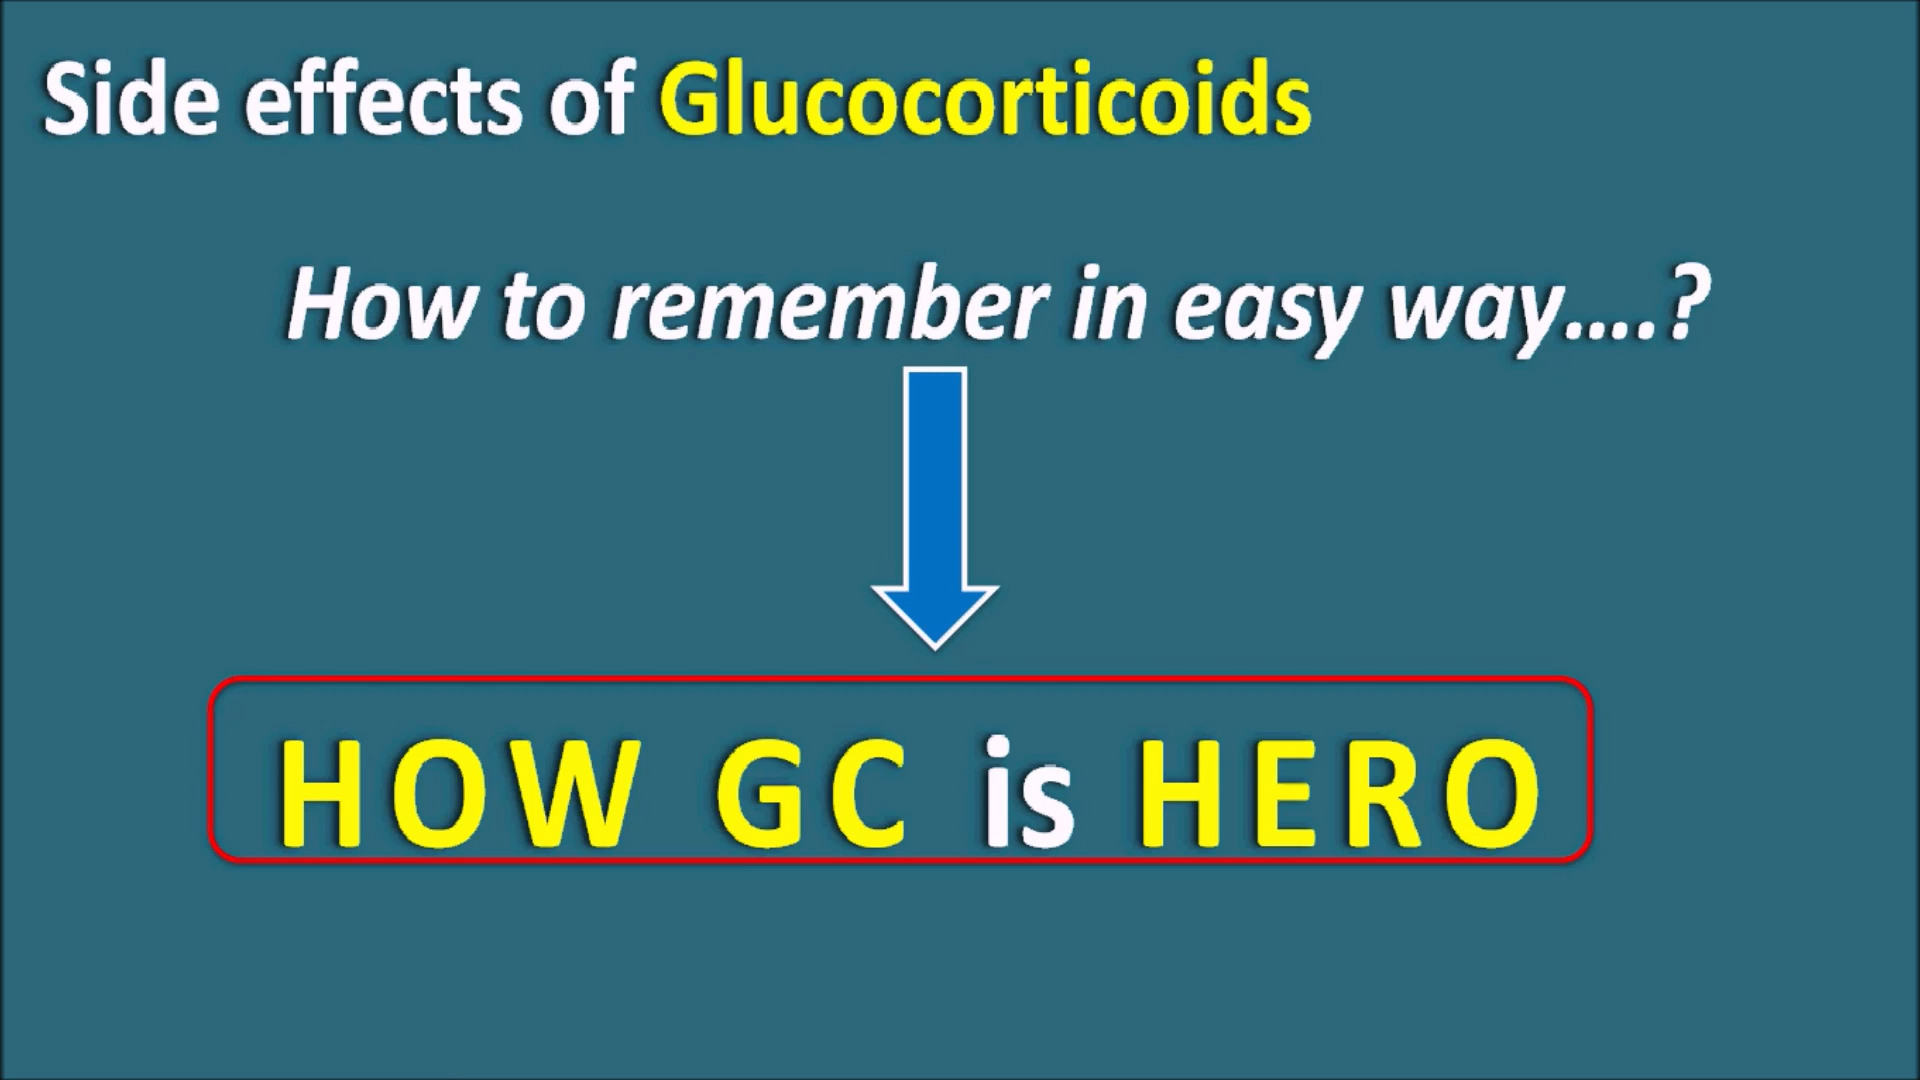 Side effects of Glucocorticoids
How to remember in easy way....?
HOW GC is HERO